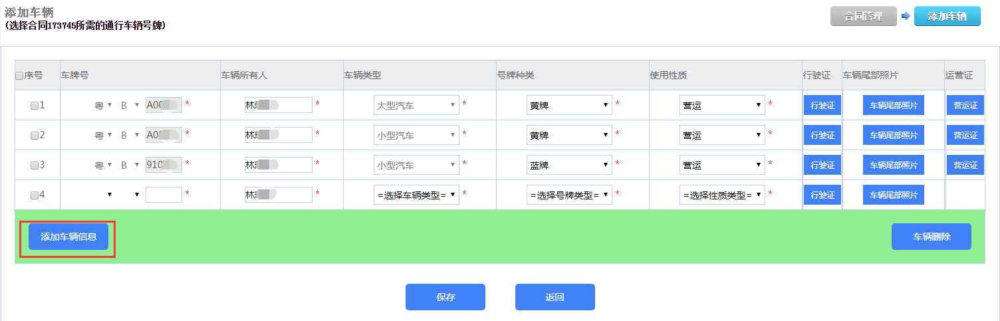 添加车辆
(选择合同173745所需的通行车辆号牌)
合同管理 添加车辆
序号 车牌号 车辆所有人 车辆类型 号牌种类 使用性质 行驶证 车辆尾部照片 运营证
1 粤 B A00 * 林 * 大型汽车 * 黄牌 * 营运 * 行驶证 车辆尾部照片 营运证
2 粤 B A0 * 林 * 小型汽车 * 黄牌 * 营运 * 行驶证 车辆尾部照片 营运证
3 粤 B 910 * 林 * 小型汽车 * 蓝牌 * 营运 * 行驶证 车辆尾部照片 营运证
4 * 林 * =选择车辆类型= * =选择号牌类型= * =选择性质类型= * 行驶证 车辆尾部照片
添加车辆信息 车辆删除
保存 返回